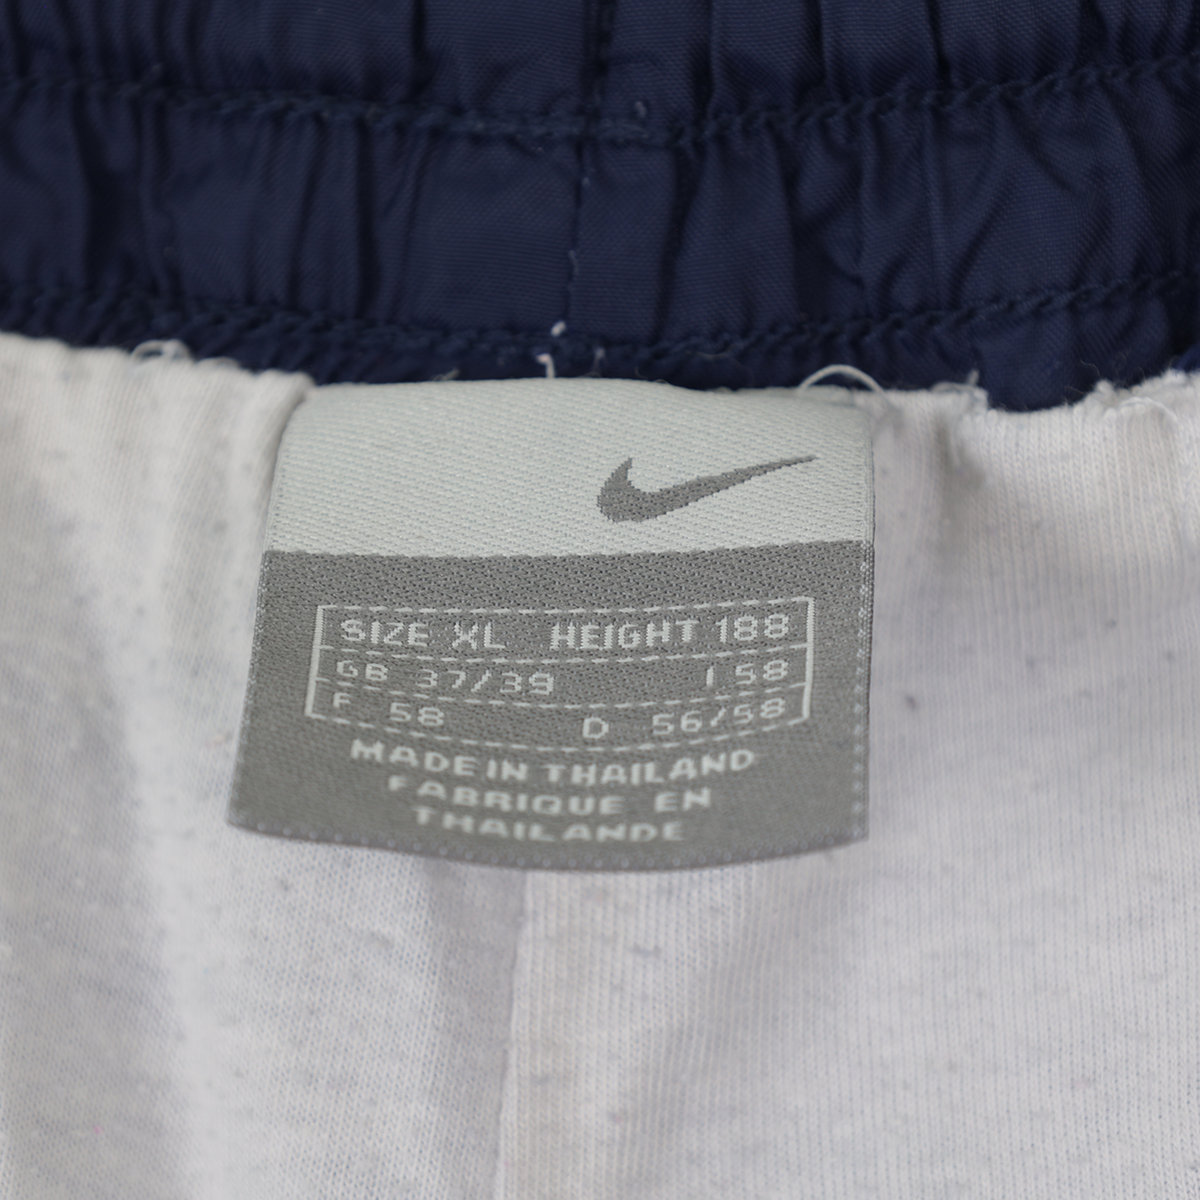 SIZE XL HEIGHT 188
GB 37/39 I 58
F 58 D 56/58
MADE IN THAILAND
FABRIQUE EN
THAILANDE